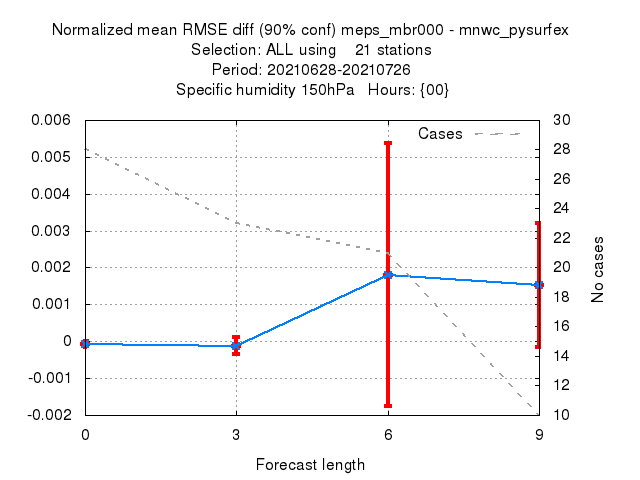 Normalized mean RMSE diff (90% conf) meps_mbr000 - mnwc_pysurfex
Selection: ALL using 21 stations
Period: 20210628-20210726
Specific humidity 150hPa Hours: {00}
Cases
0.006
0.005
0.004
0.003
0.002
0.001
0
-0.001
-0.002
30
28
26
24
22
20
18
16
14
12
10
No cases
0 3 6 9
Forecast length